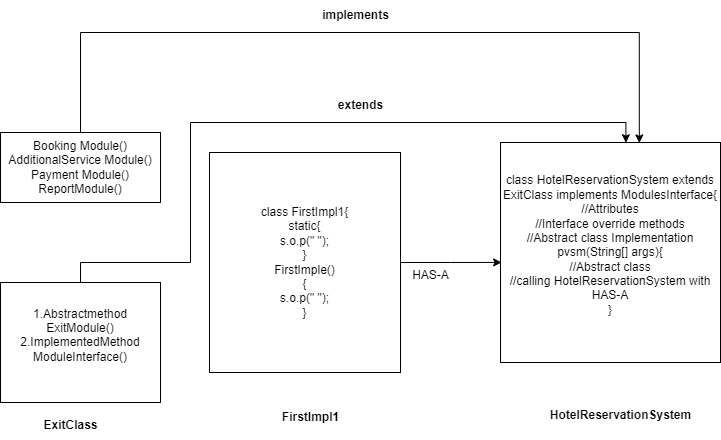 implements
extends
Booking Module()
AdditionalService Module()
Payment Module()
ReportModule()
class FirstImpl1{
static{
s.o.p(" ");
}
FirstImple()
{
s.o.p(" ");
}
HAS-A
class HotelReservationSystem extends
ExitClass implements ModulesInterface{
//Attributes
//Interface override methods
//Abstract class Implementation
pvsm(String[] args){
//Abstract class
//calling HotelReservationSystem with
HAS-A
}
1.Abstractmethod
ExitModule()
2.ImplementedMethod
ModuleInterface()
ExitClass
FirstImpl1
HotelReservationSystem